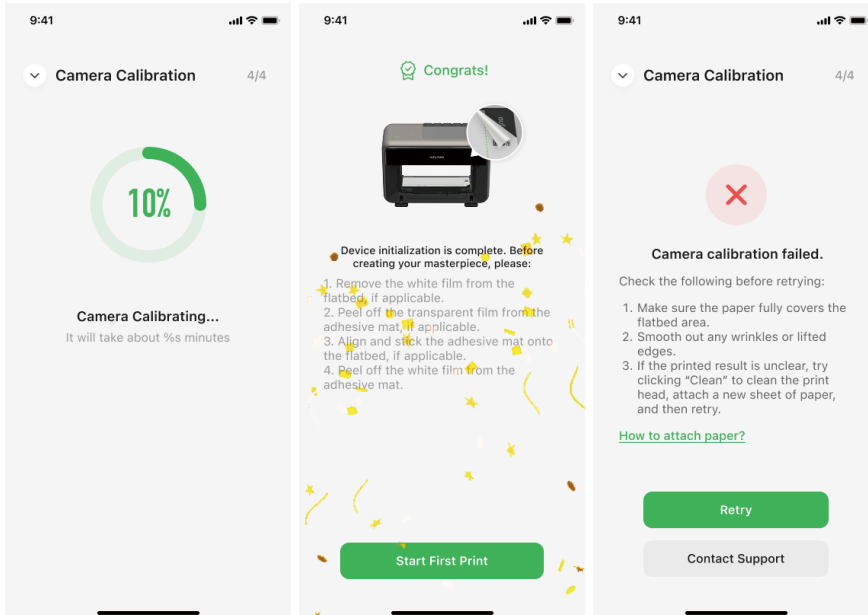 9:41
Camera Calibration 4/4
10%
Camera Calibrating...
It will take about %s minutes
9:41
Congrats!
Device initialization is complete. Before
creating your masterpiece, please:
1. Remove the white film from the
flatbed, if applicable.
2. Peel off the transparent film from the
adhesive mat, if applicable.
3. Align and stick the adhesive mat onto
the flatbed, if applicable.
4. Peel off the white film from the
adhesive mat.
Start First Print
9:41
Camera Calibration 4/4
Camera calibration failed.
Check the following before retrying:
1. Make sure the paper fully covers the
flatbed area.
2. Smooth out any wrinkles or lifted
edges.
3. If the printed result is unclear, try
clicking “Clean” to clean the print
head, attach a new sheet of paper,
and then retry.
How to attach paper?
Retry
Contact Support